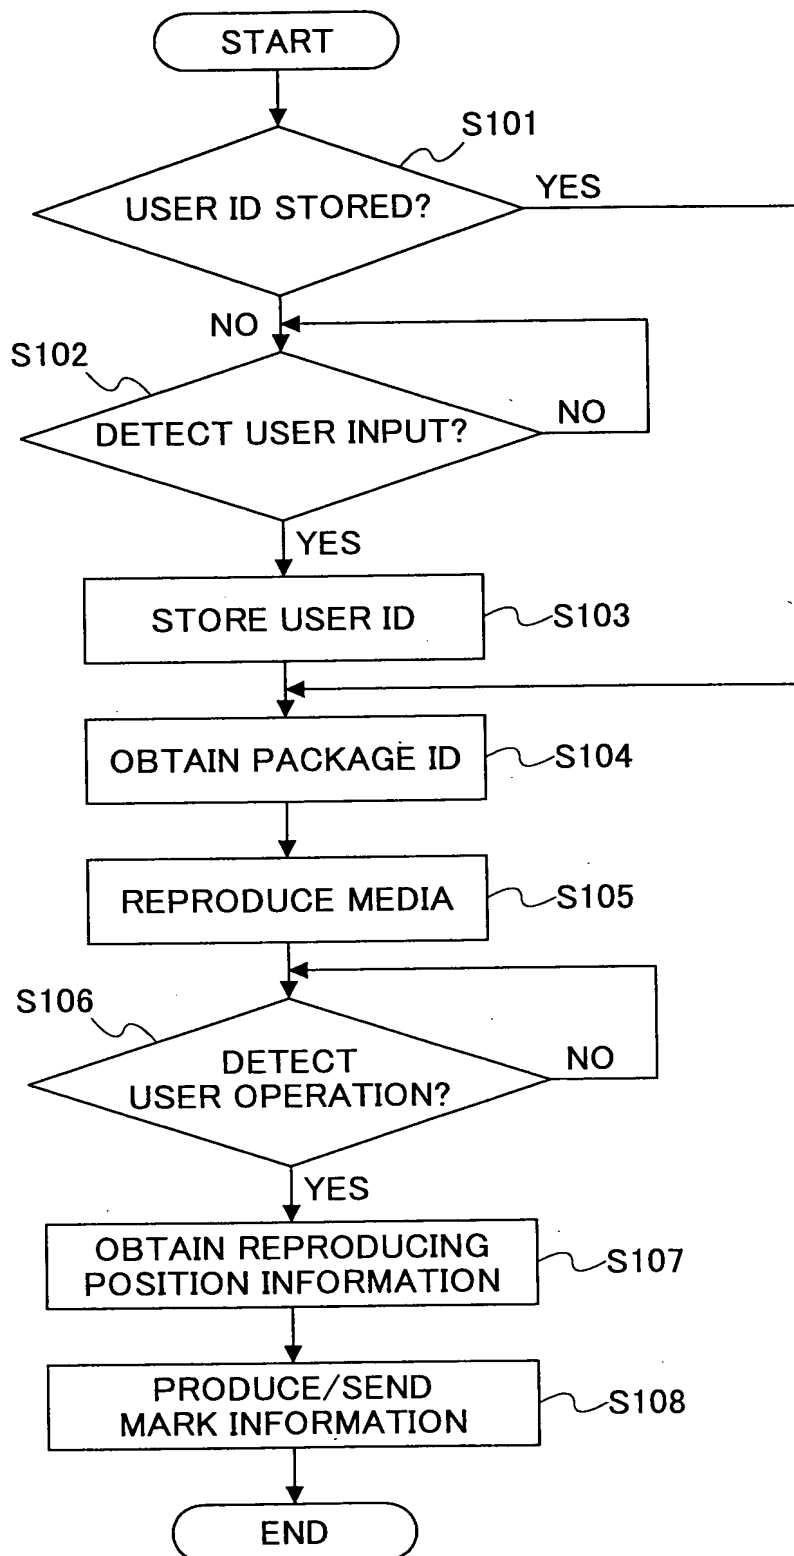 START
S101
USER ID STORED?
YES
NO
S102
DETECT USER INPUT?
NO
YES
STORE USER ID
S103
OBTAIN PACKAGE ID
S104
REPRODUCE MEDIA
S105
S106
DETECT
USER OPERATION?
NO
YES
OBTAIN REPRODUCING
POSITION INFORMATION
S107
PRODUCE/SEND
MARK INFORMATION
S108
END